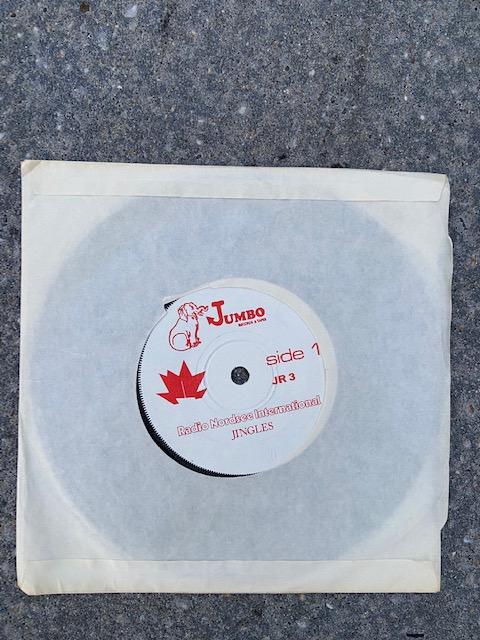 JUMBO
RECORDS & TAPES
side 1
JR 3
Radio Nordsee International
JINGLES